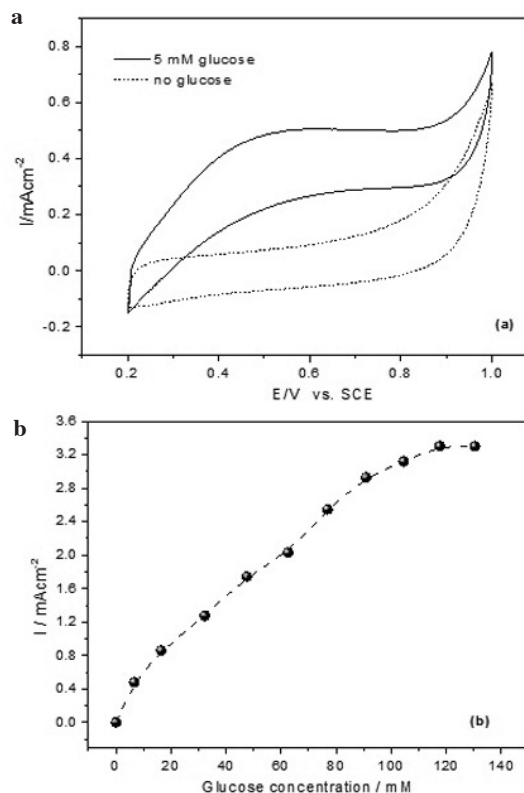 a
5 mM glucose
no glucose
I/mAcm-2
0.8
0.6
0.4
0.2
0.0
-0.2
(a)
0.2
0.4
0.6
0.8
1.0
E/V vs. SCE
b
I / mAcm-2
3.6
3.2
2.8
2.4
2.0
1.6
1.2
0.8
0.4
0.0
(b)
0
20
40
60
80
100
120
140
Glucose concentration / mM